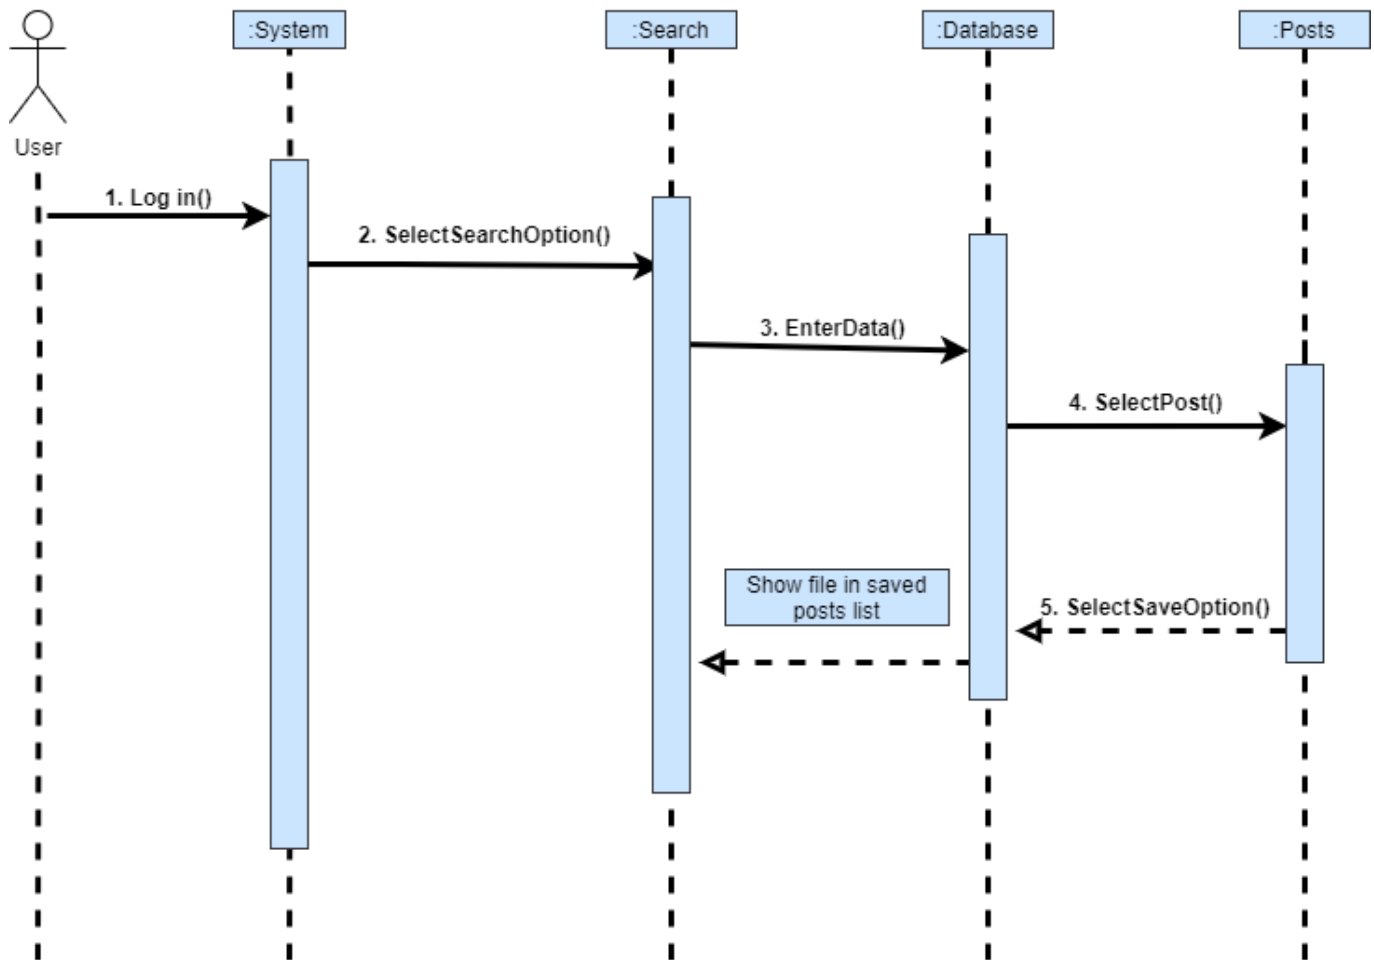 :System
:Search
:Database
:Posts
User
1. Log in()
2. SelectSearchOption()
3. EnterData()
4. SelectPost()
Show file in saved
posts list
5. SelectSaveOption()